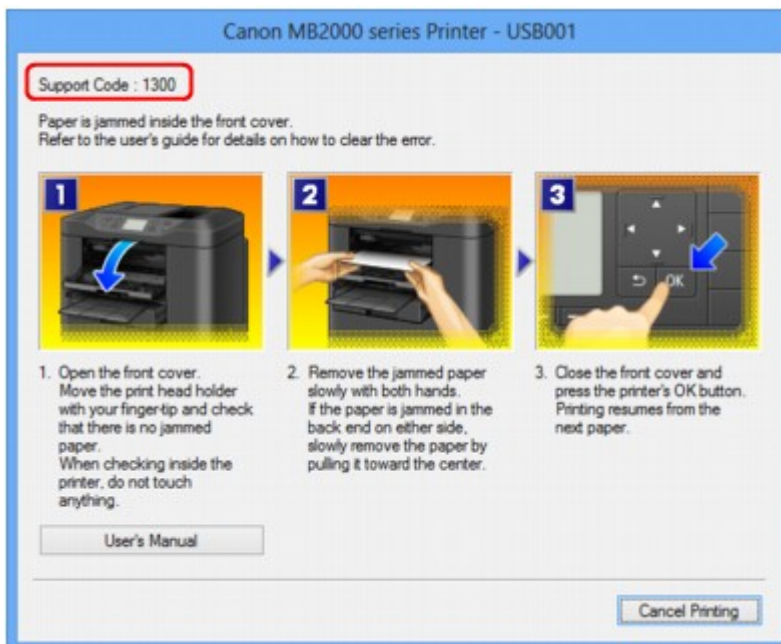 Canon MB2000 series Printer - USB001
Support Code : 1300
Paper is jammed inside the front cover.
Refer to the user's guide for details on how to clear the error.
1
2
3
OK
1. Open the front cover.
Move the print head holder
with your finger-tip and check
that there is no jammed
paper.
When checking inside the
printer, do not touch
anything.
2. Remove the jammed paper
slowly with both hands.
If the paper is jammed in the
back end on either side,
slowly remove the paper by
pulling it toward the center.
3. Close the front cover and
press the printer's OK button.
Printing resumes from the
next paper.
User's Manual
Cancel Printing